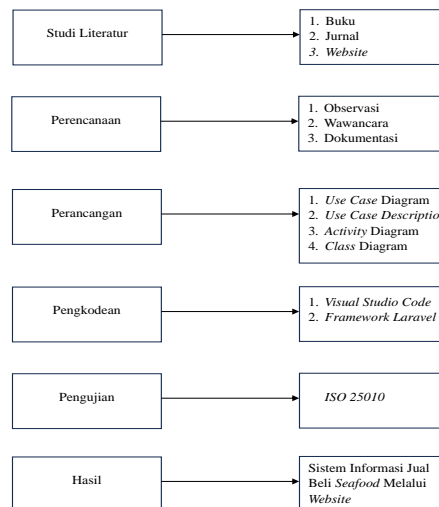 Studi Literatur
1. Buku
2. Jurnal
3. Website
Perencanaan
1. Observasi
2. Wawancara
3. Dokumentasi
Perancangan
1. Use Case Diagram
2. Use Case Descriptio
3. Activity Diagram
4. Class Diagram
Pengkodean
1. Visual Studio Code
2. Framework Laravel
Pengujian
ISO 25010
Hasil
Sistem Informasi Jual
Beli Seafood Melalui
Website